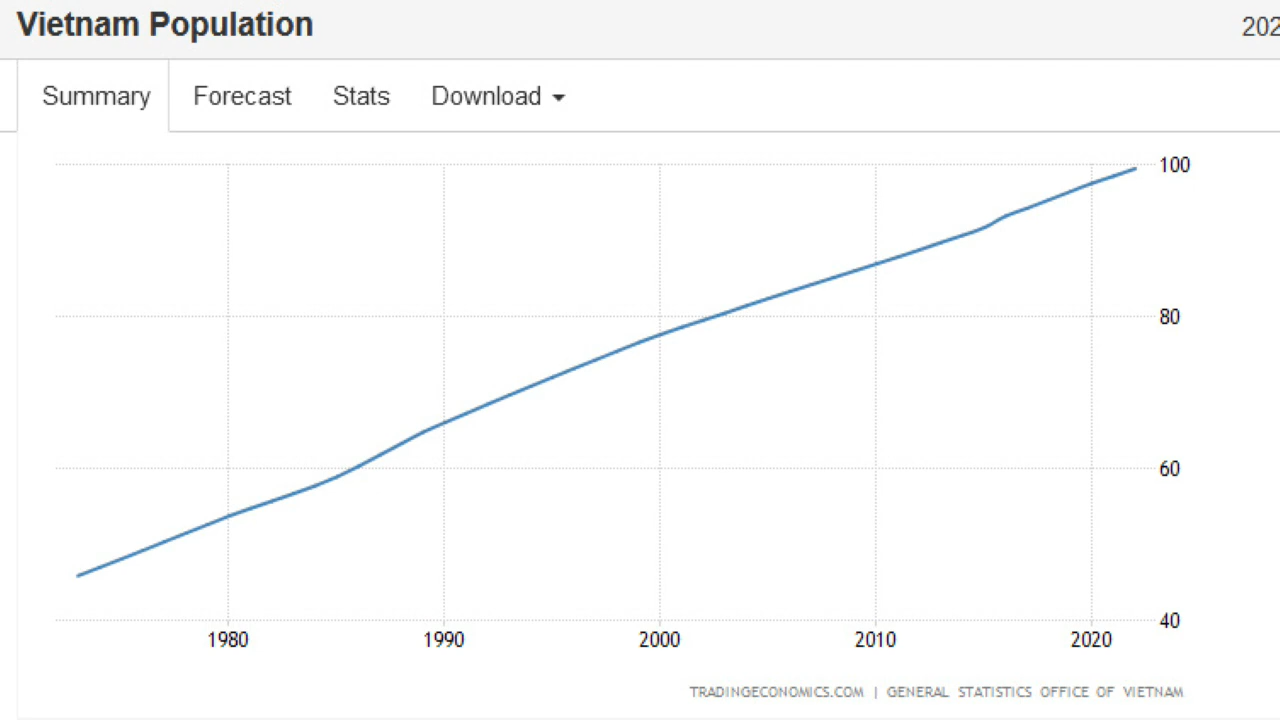 Vietnam Population 202
Summary Forecast Stats Download
100
80
60
40
1980 1990 2000 2010 2020
TRADINGECONOMICS.COM | GENERAL STATISTICS OFFICE OF VIETNAM